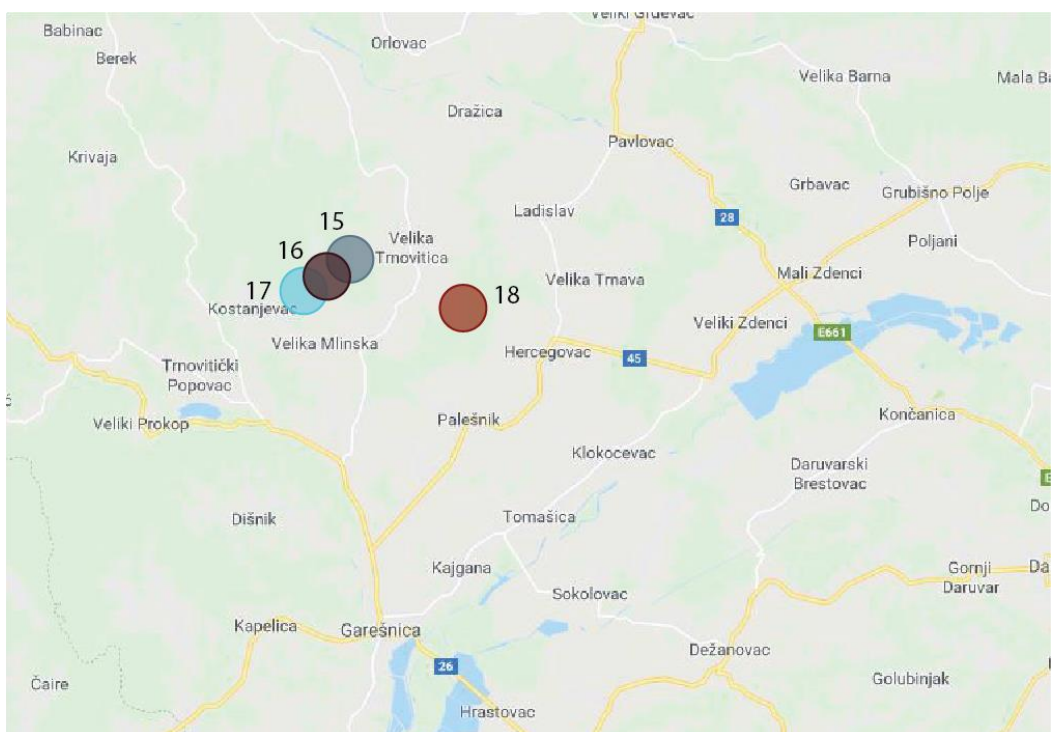 Veliki Grđevac
Babinac
Orlovac
Berek
Velika Barna
Mala Ba
Dražica
Pavlovac
Krivaja
Grbavac
Grubišno Polje
Ladislav
28
15
Velika
Trnovitica
Poljani
16
Mali Zdenci
Velika Trnava
17
18
Kostanjevac
Veliki Zdenci
E661
Velika Mlinska
Hercegovac
45
Trnovitički
Popovac
Veliki Prokop
Palešnik
Končanica
Klokocevac
Daruvarski
Brestovac
E
Do
Dišnik
Tomašica
Kajgana
Gornji
Daruvar
Da
Sokolovac
Kapelica
Garešnica
Dežanovac
26
Čaire
Golubinjak
Hrastovac